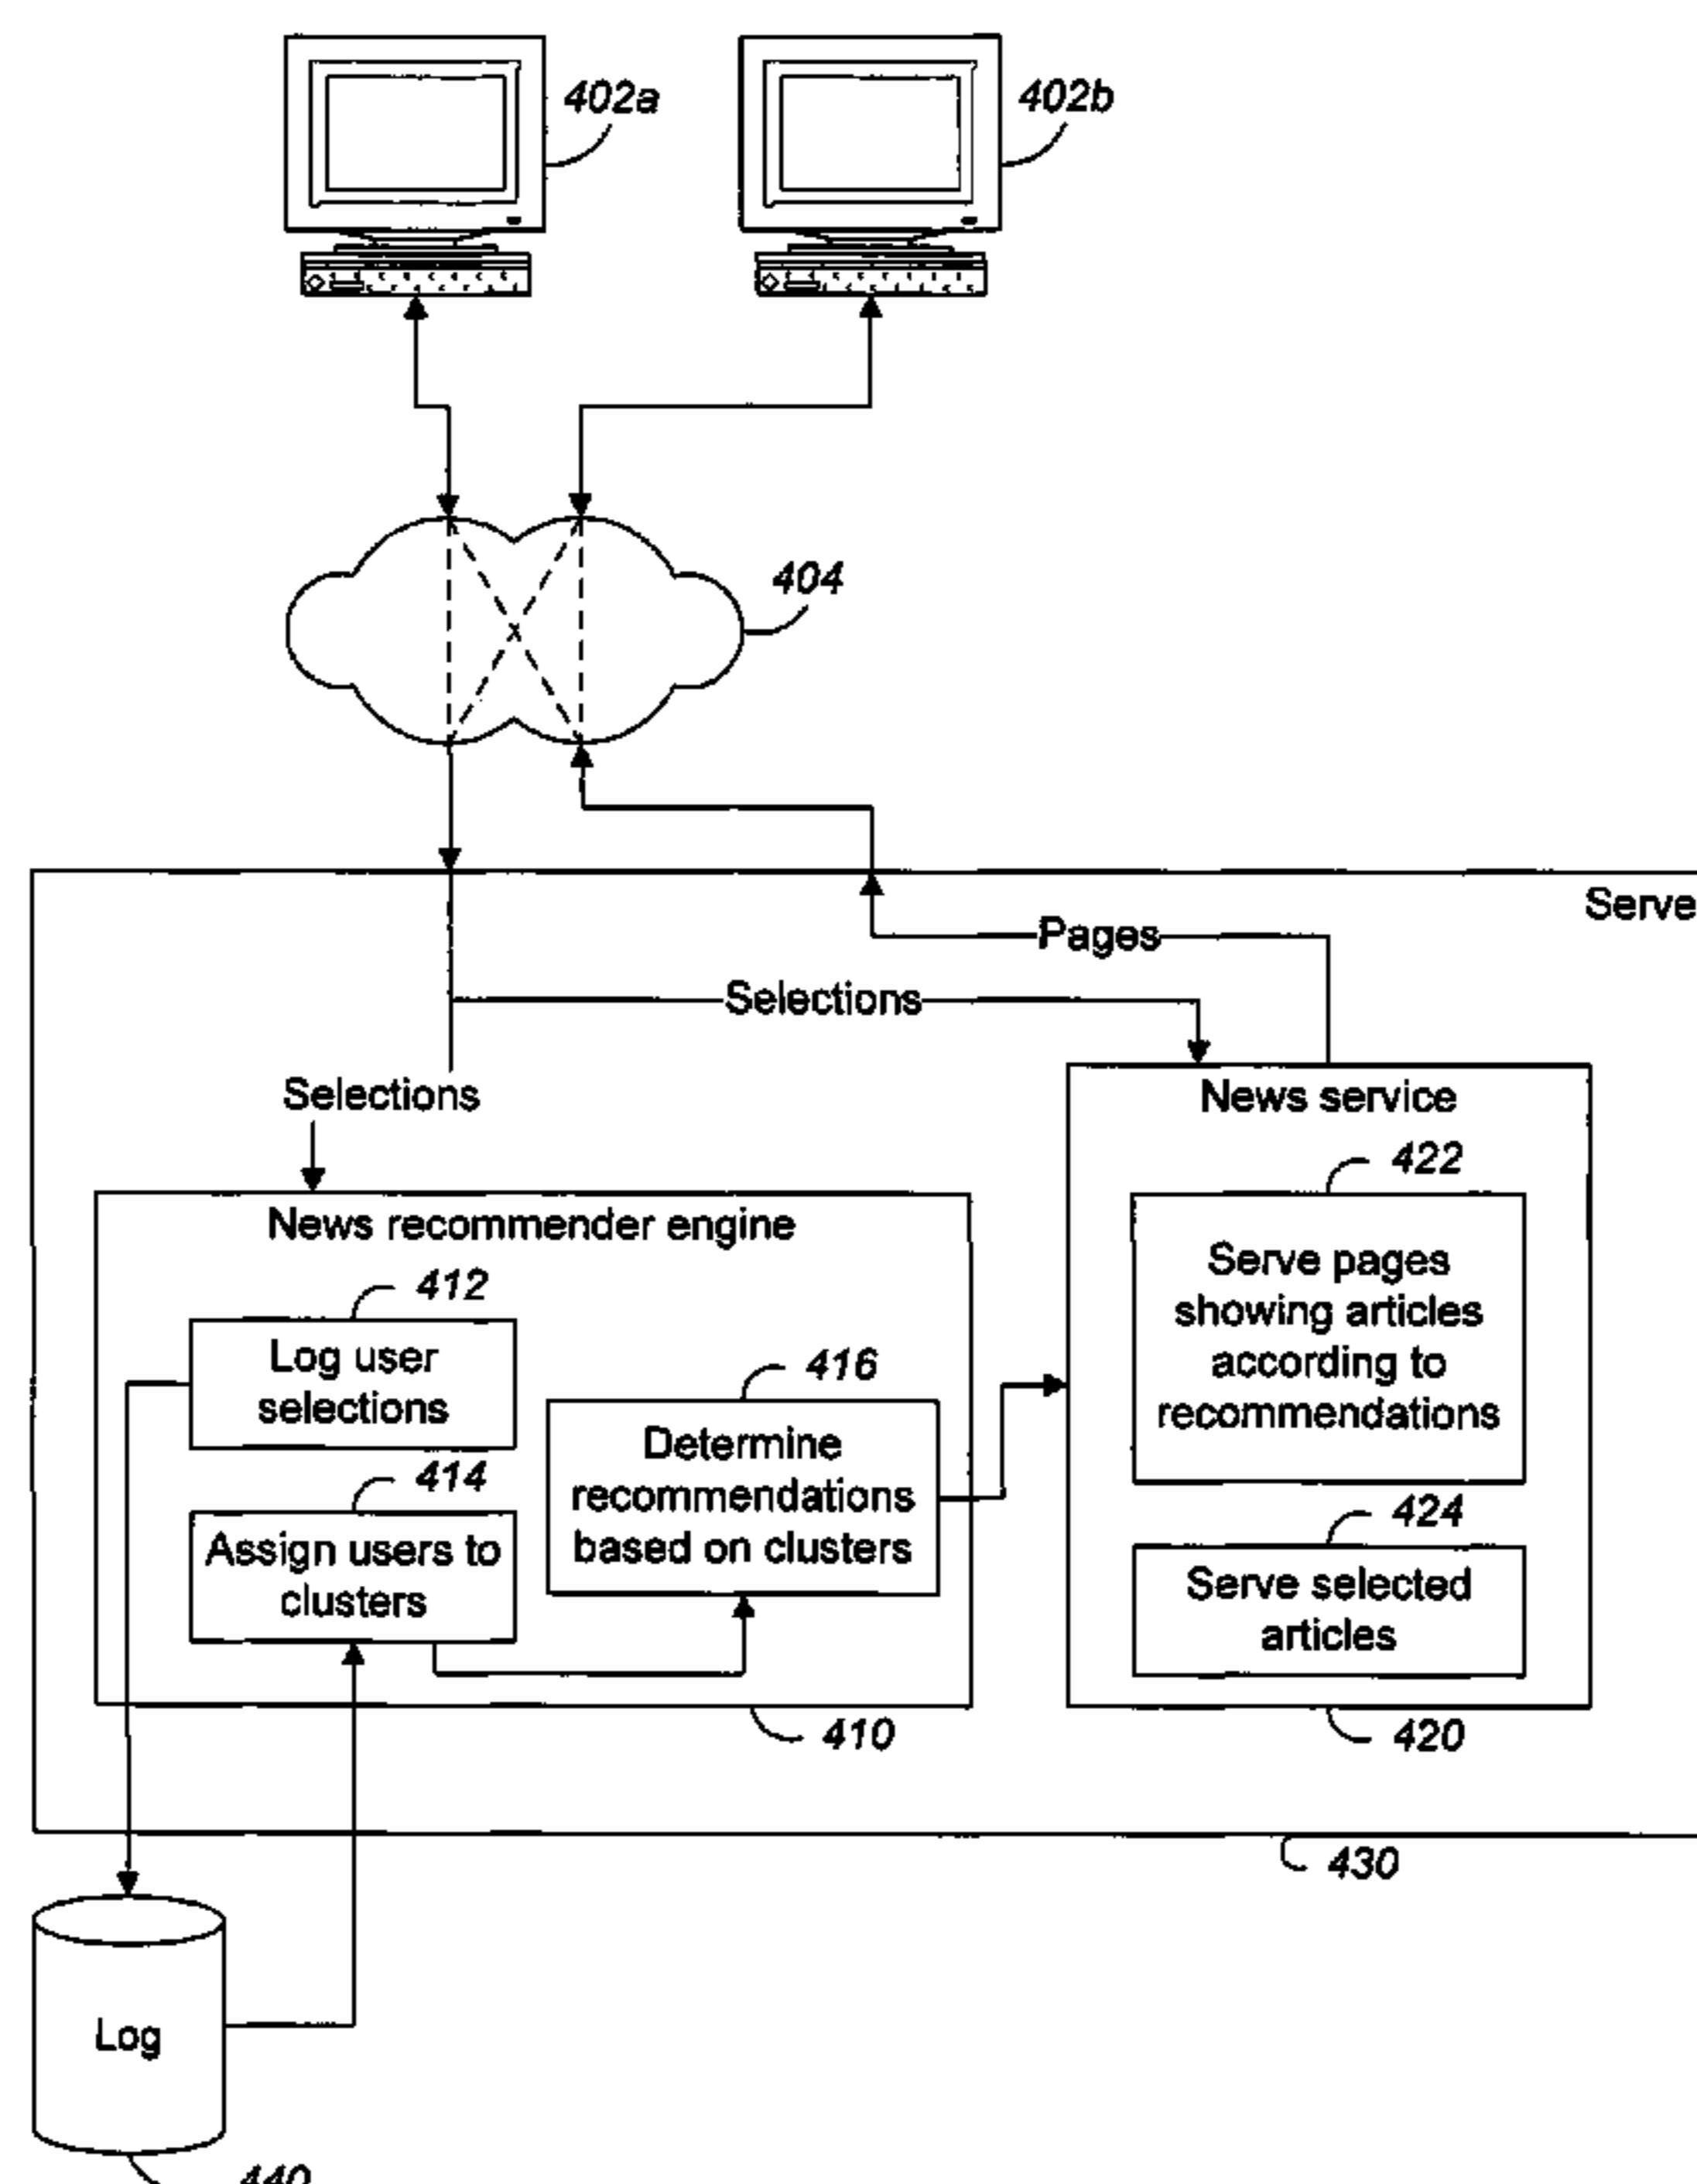 402a
402b
404
Serve
Pages
Selections
Selections
News service
422
Serve pages
showing articles
according to
recommendations
424
Serve selected
articles
420
News recommender engine
412
Log user
selections
414
Assign users to
clusters
416
Determine
recommendations
based on clusters
410
430
Log
440